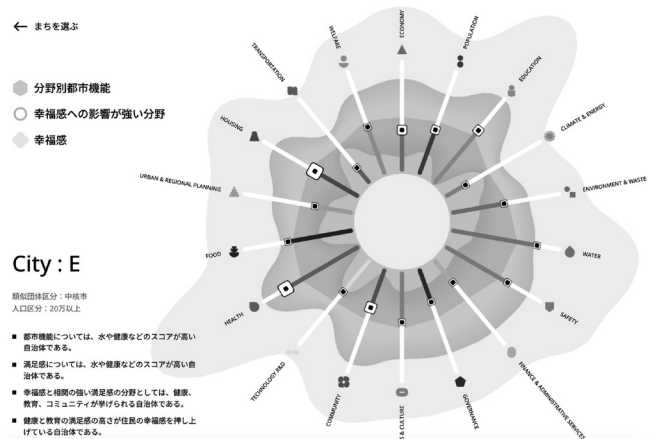 ← まちを選ぶ
分野別都市機能
幸福感への影響が強い分野
幸福感
ECONOMY
POPULATION
EDUCATION
CLIMATE & ENERGY
ENVIRONMENT & WASTE
WATER
SAFETY
FINANCE & ADMINISTRATIVE SERVICES
GOVERNANCE
S & CULTURE
COMMUNITY
TECHNOLOGY R&D
HEALTH
FOOD
URBAN & REGIONAL PLANNING
HOUSING
TRANSPORTATION
WELFARE
City : E
類似団体区分：中核市
人口区分：20万以上
■ 都市機能については、水や健康などのスコアが高い
自治体である。
■ 満足感については、水や健康などのスコアが高い自
治体である。
■ 幸福感と相関の強い満足感の分野としては、健康、
教育、コミュニティが挙げられる自治体である。
■ 健康と教育の満足感の高さが住民の幸福感を押し上
げている自治体である。